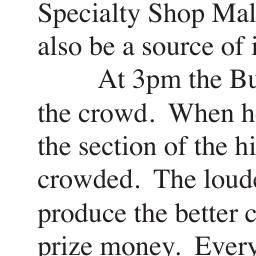 Specialty Shop Mal
also be a source of i
At 3pm the Bu
the crowd. When h
the section of the hi
crowded. The loud
produce the better c
prize money. Every